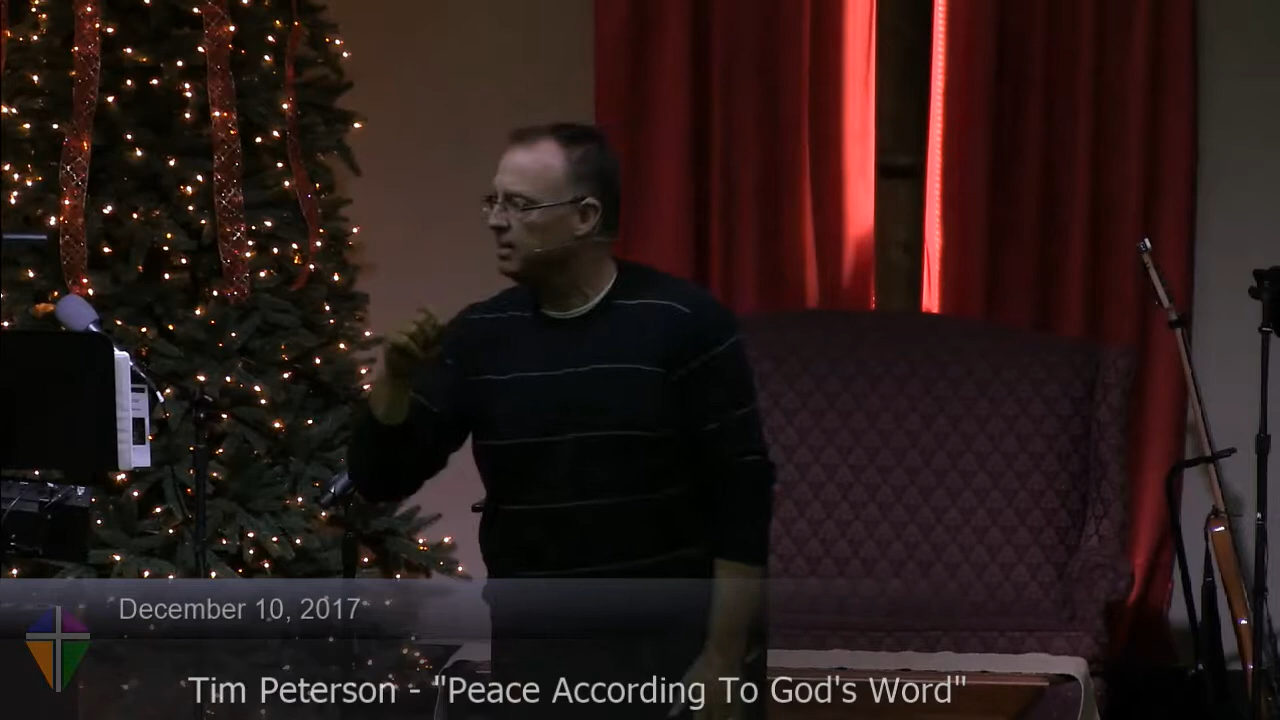 December 10, 2017
Tim Peterson - "Peace According To God's Word"